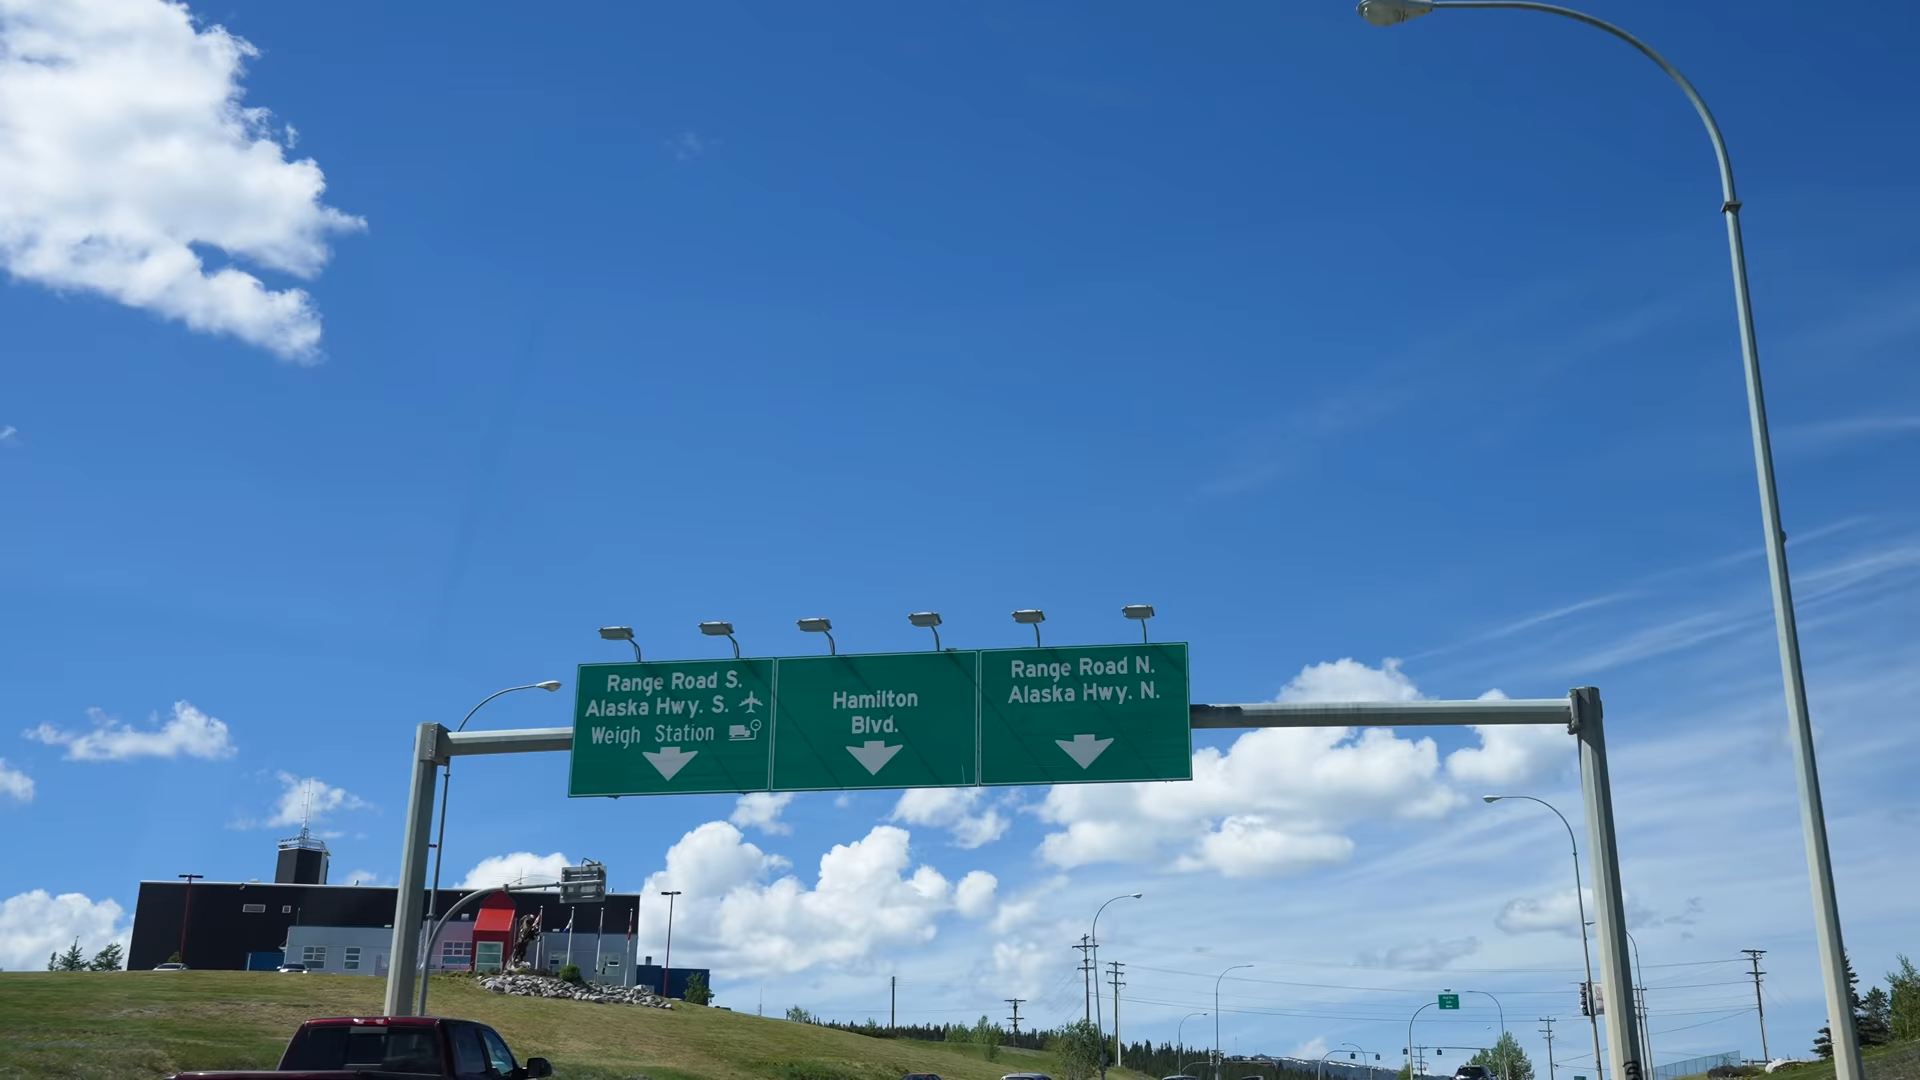 Range Road S.
Alaska Hwy. S.
Weigh Station
Hamilton
Blvd.
Range Road N.
Alaska Hwy. N.